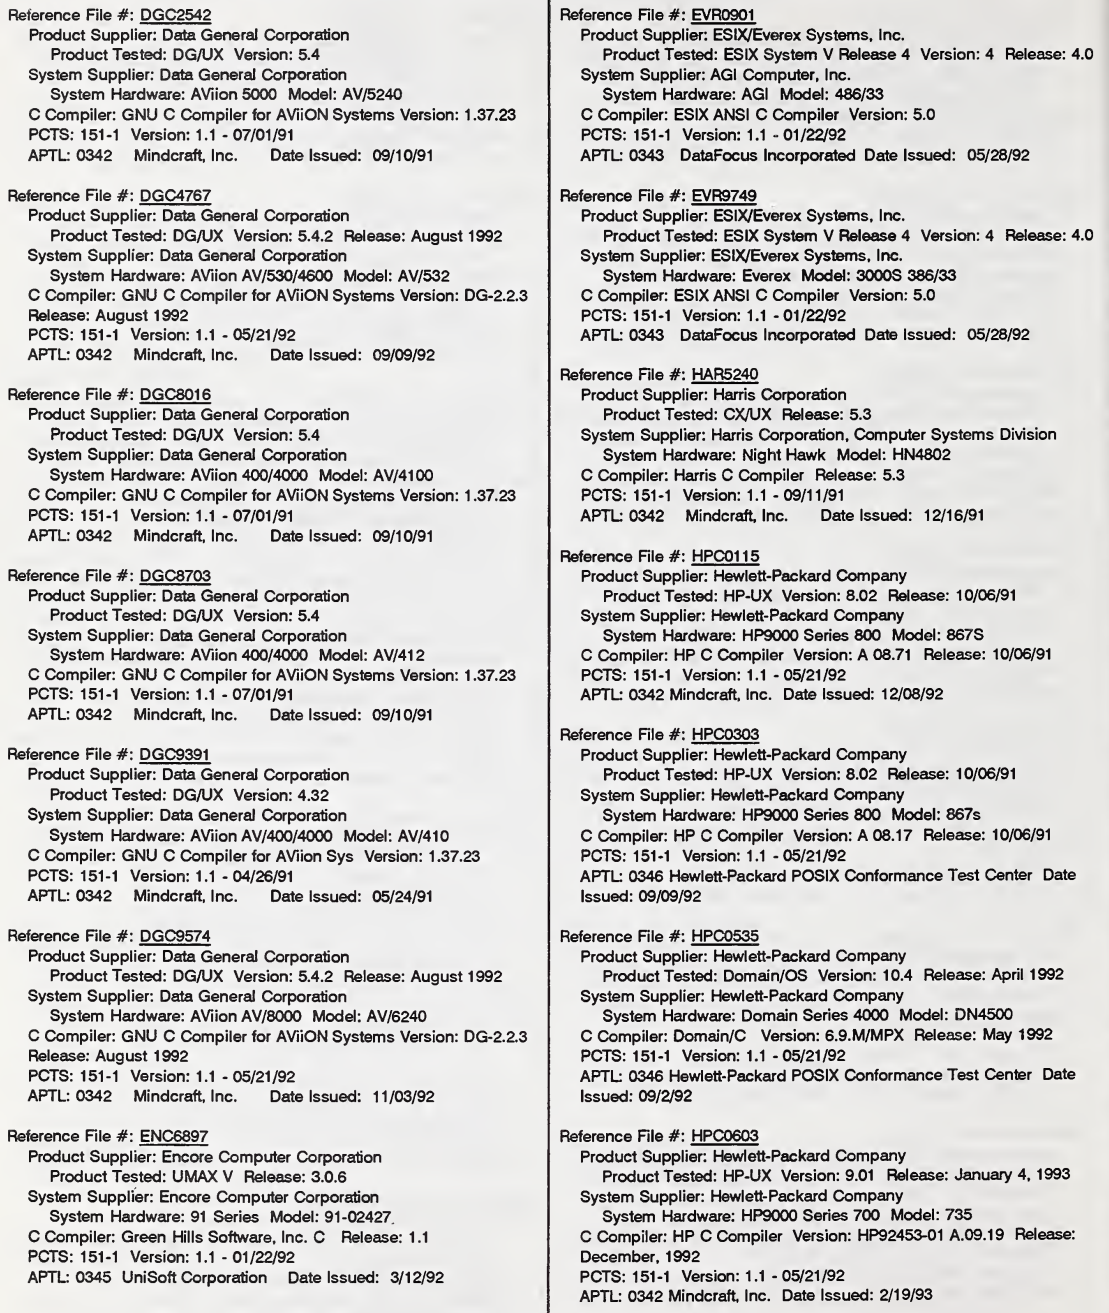 Reference File #: DGC2542
Product Supplier: Data General Corporation
Product Tested: DG/UX Version: 5.4
System Supplier: Data General Corporation
System Hardware: AViion 5000 Model: AV/5240
C Compiler: GNU C Compiler for AViiON Systems Version: 1.37.23
PCTS: 151-1 Version: 1.1 - 07/01/91
APTL: 0342 Mindcraft, Inc. Date Issued: 09/10/91
Reference File #: DGC4767
Product Supplier: Data General Corporation
Product Tested: DG/UX Version: 5.4.2 Release: August 1992
System Supplier: Data General Corporation
System Hardware: AViion AV/530/4600 Model: AV/532
C Compiler: GNU C Compiler for AViiON Systems Version: DG-2.2.3
Release: August 1992
PCTS: 151-1 Version: 1.1 - 05/21/92
APTL: 0342 Mindcraft, Inc. Date Issued: 09/09/92
Reference File #: DGC8016
Product Supplier: Data General Corporation
Product Tested: DG/UX Version: 5.4
System Supplier: Data General Corporation
System Hardware: AViion 400/4000 Model: AV/4100
C Compiler: GNU C Compiler for AViiON Systems Version: 1.37.23
PCTS: 151-1 Version: 1.1 - 07/01/91
APTL: 0342 Mindcraft, Inc. Date Issued: 09/10/91
Reference File #: DGC8703
Product Supplier: Data General Corporation
Product Tested: DG/UX Version: 5.4
System Supplier: Data General Corporation
System Hardware: AViion 400/4000 Model: AV/412
C Compiler: GNU C Compiler for AViiON Systems Version: 1.37.23
PCTS: 151-1 Version: 1.1 - 07/01/91
APTL: 0342 Mindcraft, Inc. Date Issued: 09/10/91
Reference File #: DGC9391
Product Supplier: Data General Corporation
Product Tested: DG/UX Version: 4.32
System Supplier: Data General Corporation
System Hardware: AViion AV/400/4000 Model: AV/410
C Compiler: GNU C Compiler for AViion Sys Version: 1.37.23
PCTS: 151-1 Version: 1.1 - 04/26/91
APTL: 0342 Mindcraft, Inc. Date Issued: 05/24/91
Reference File #: DGC9574
Product Supplier: Data General Corporation
Product Tested: DG/UX Version: 5.4.2 Release: August 1992
System Supplier: Data General Corporation
System Hardware: AViion AV/8000 Model: AV/6240
C Compiler: GNU C Compiler for AViiON Systems Version: DG-2.2.3
Release: August 1992
PCTS: 151-1 Version: 1.1 - 05/21/92
APTL: 0342 Mindcraft, Inc. Date Issued: 11/03/92
Reference File #: ENC6897
Product Supplier: Encore Computer Corporation
Product Tested: UMAX V Release: 3.0.6
System Supplier: Encore Computer Corporation
System Hardware: 91 Series Model: 91-02427
C Compiler: Green Hills Software, Inc. C Release: 1.1
PCTS: 151-1 Version: 1.1 - 01/22/92
APTL: 0345 UniSoft Corporation Date Issued: 3/12/92
Reference File #: EVR0901
Product Supplier: ESIX/Everex Systems, Inc.
Product Tested: ESIX System V Release 4 Version: 4 Release: 4.0
System Supplier: AGI Computer, Inc.
System Hardware: AGI Model: 486/33
C Compiler: ESIX ANSI C Compiler Version: 5.0
PCTS: 151-1 Version: 1.1 - 01/22/92
APTL: 0343 DataFocus Incorporated Date Issued: 05/28/92
Reference File #: EVR9749
Product Supplier: ESIX/Everex Systems, Inc.
Product Tested: ESIX System V Release 4 Version: 4 Release: 4.0
System Supplier: ESIX/Everex Systems, Inc.
System Hardware: Everex Model: 3000S 386/33
C Compiler: ESIX ANSI C Compiler Version: 5.0
PCTS: 151-1 Version: 1.1 - 01/22/92
APTL: 0343 DataFocus Incorporated Date Issued: 05/28/92
Reference File #: HAR5240
Product Supplier: Harris Corporation
Product Tested: CX/UX Release: 5.3
System Supplier: Harris Corporation, Computer Systems Division
System Hardware: Night Hawk Model: HN4802
C Compiler: Harris C Compiler Release: 5.3
PCTS: 151-1 Version: 1.1 - 09/11/91
APTL: 0342 Mindcraft, Inc. Date Issued: 12/16/91
Reference File #: HPC0115
Product Supplier: Hewlett-Packard Company
Product Tested: HP-UX Version: 8.02 Release: 10/06/91
System Supplier: Hewlett-Packard Company
System Hardware: HP9000 Series 800 Model: 867S
C Compiler: HP C Compiler Version: A 08.71 Release: 10/06/91
PCTS: 151-1 Version: 1.1 - 05/21/92
APTL: 0342 Mindcraft, Inc. Date Issued: 12/08/92
Reference File #: HPC0303
Product Supplier: Hewlett-Packard Company
Product Tested: HP-UX Version: 8.02 Release: 10/06/91
System Supplier: Hewlett-Packard Company
System Hardware: HP9000 Series 800 Model: 867s
C Compiler: HP C Compiler Version: A 08.17 Release: 10/06/91
PCTS: 151-1 Version: 1.1 - 05/21/92
APTL: 0346 Hewlett-Packard POSIX Conformance Test Center Date
Issued: 09/09/92
Reference File #: HPC0535
Product Supplier: Hewlett-Packard Company
Product Tested: Domain/OS Version: 10.4 Release: April 1992
System Supplier: Hewlett-Packard Company
System Hardware: Domain Series 4000 Model: DN4500
C Compiler: Domain/C Version: 6.9.M/MPX Release: May 1992
PCTS: 151-1 Version: 1.1 - 05/21/92
APTL: 0346 Hewlett-Packard POSIX Conformance Test Center Date
Issued: 09/2/92
Reference File #: HPC0603
Product Supplier: Hewlett-Packard Company
Product Tested: HP-UX Version: 9.01 Release: January 4, 1993
System Supplier: Hewlett-Packard Company
System Hardware: HP9000 Series 700 Model: 735
C Compiler: HP C Compiler Version: HP92453-01 A.09.19 Release:
December, 1992
PCTS: 151-1 Version: 1.1 - 05/21/92
APTL: 0342 Mindcraft, Inc. Date Issued: 2/19/93